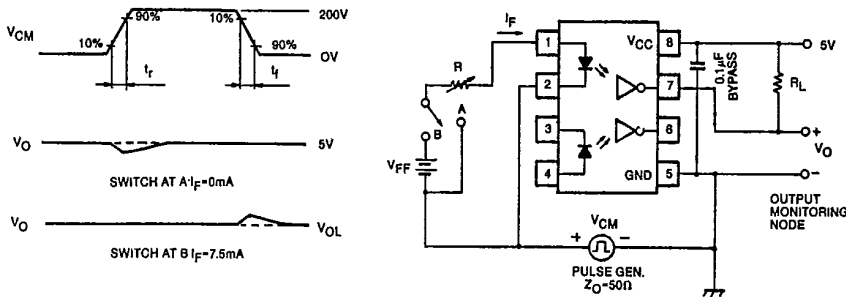 200V
90%
10%
10%
90%
0V
VCM
tr
tf
VO
5V
SWITCH AT A·IF=0mA
VO
VOL
SWITCH AT B IF=7.5mA
IF
1
2
3
4
VCC
8
7
6
GND
5
5V
0.1μF
BYPASS
RL
+
VO
−
OUTPUT
MONITORING
NODE
R
A
B
VFF
VCM
+
−
PULSE GEN.
ZO=50Ω